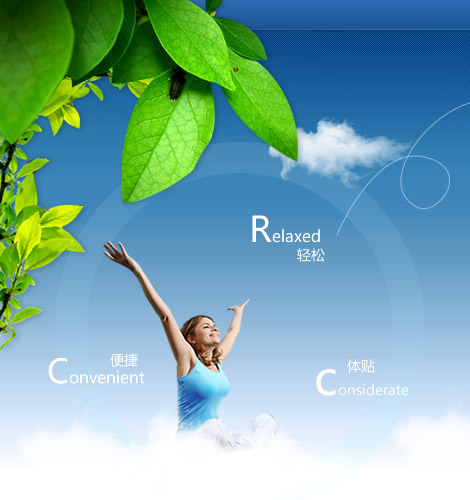 Relaxed
轻松
便捷
Convenient
体贴
Considerate